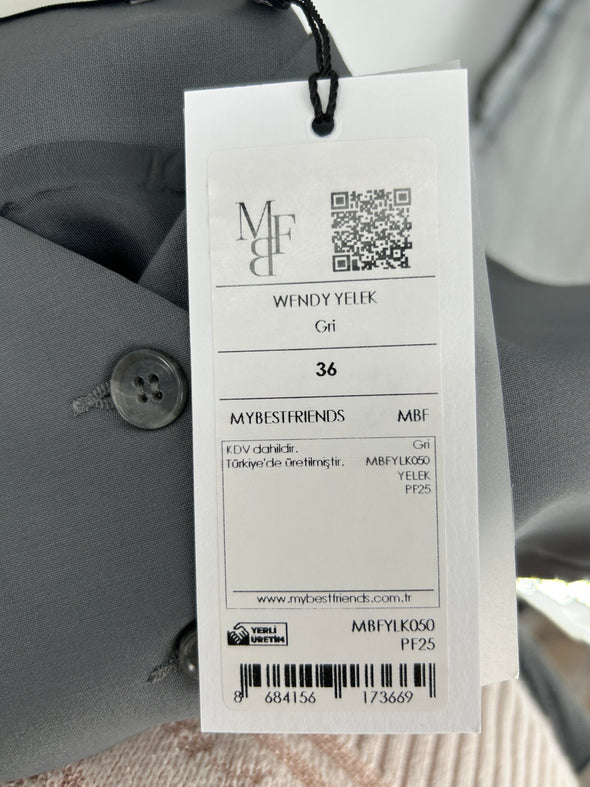 MBFB
WENDY YELEK
Gri
36
MYBESTFRIENDS MBF
KDV dahildir. Gri
Türkiye'de üretilmiştir. MBFYLK050
YELEK
PF25
www.mybestfriends.com.tr
YERLİ ÜRETİM MBFYLK050
PF25
8 684156 173669